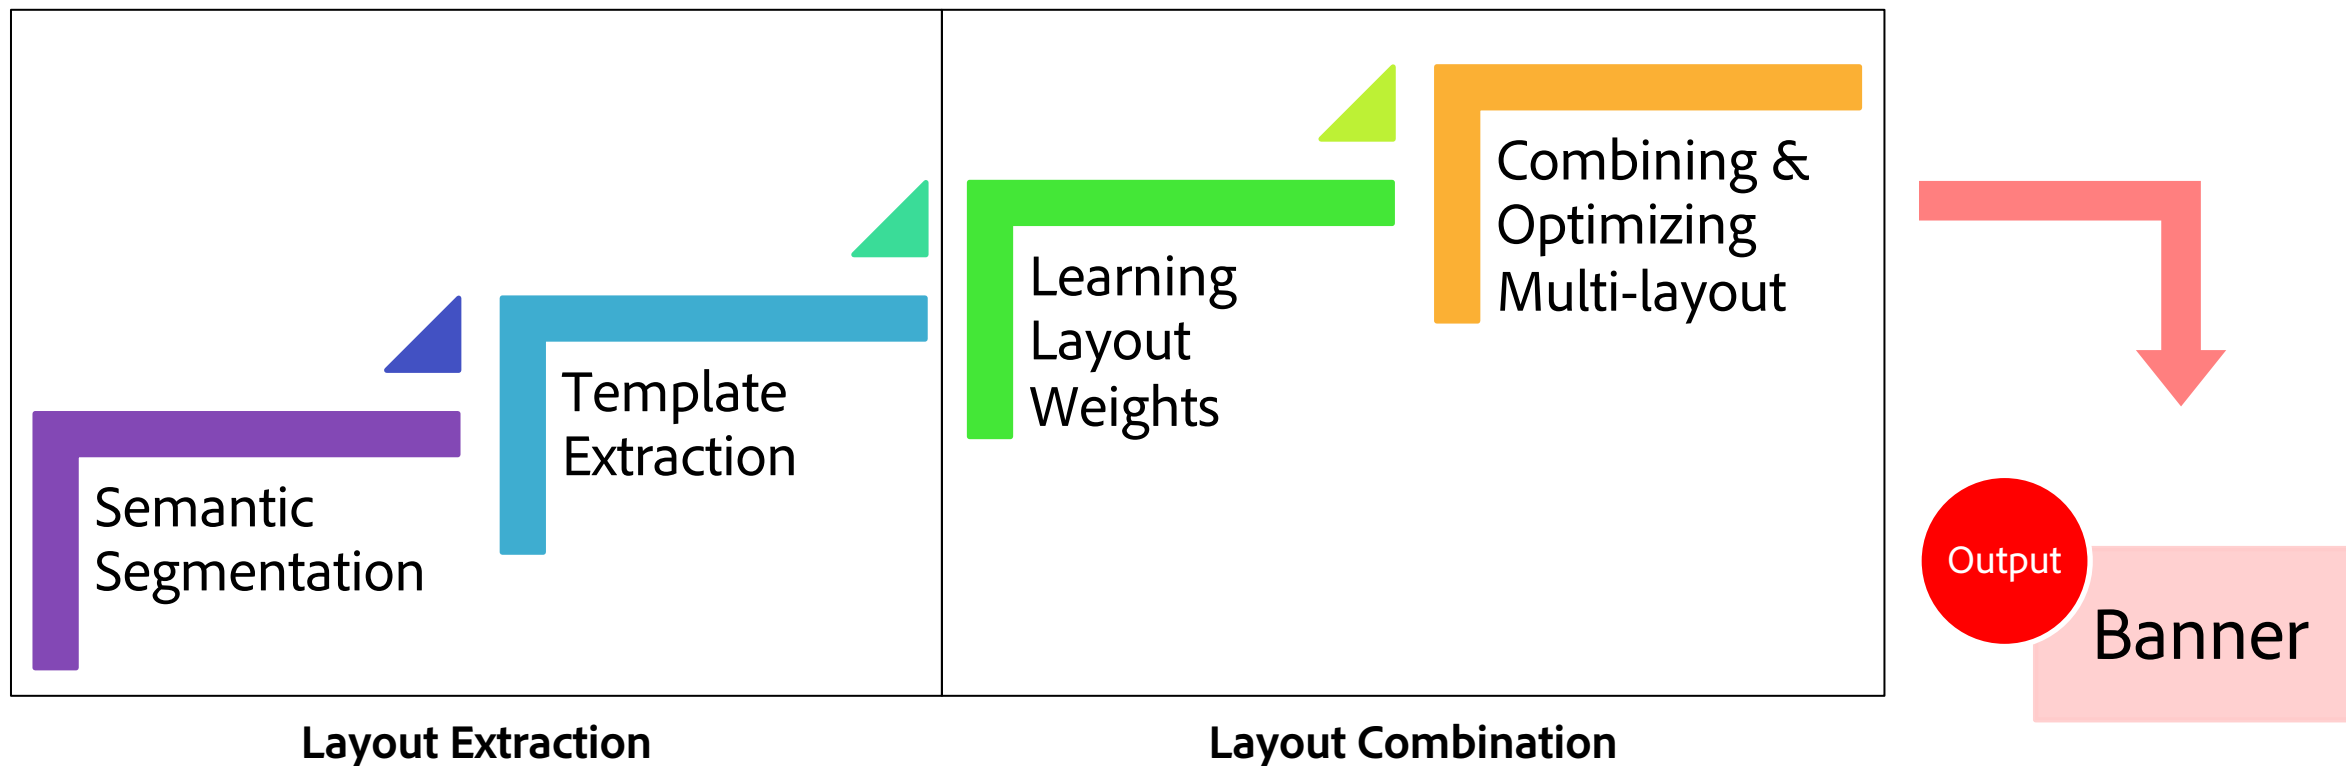 Semantic
Segmentation
Template
Extraction
Learning
Layout
Weights
Combining &
Optimizing
Multi-layout
Output
Banner
Layout Extraction
Layout Combination